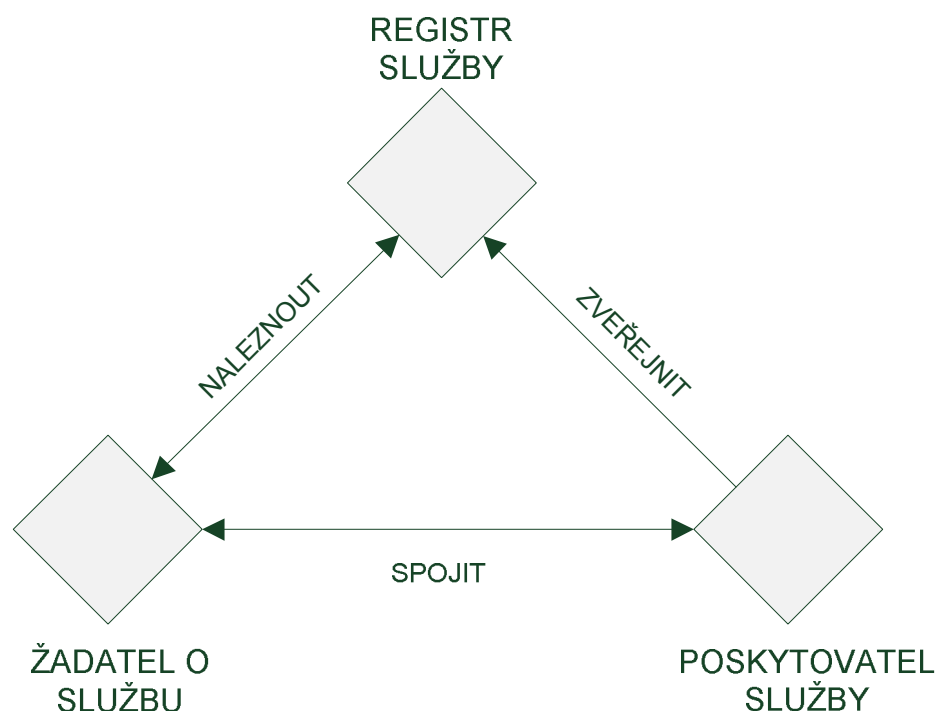 REGISTR
SLUŽBY
NALEZNOUT
ZVEŘEJNIT
SPOJIT
ŽADATEL O
SLUŽBU
POSKYTOVATEL
SLUŽBY